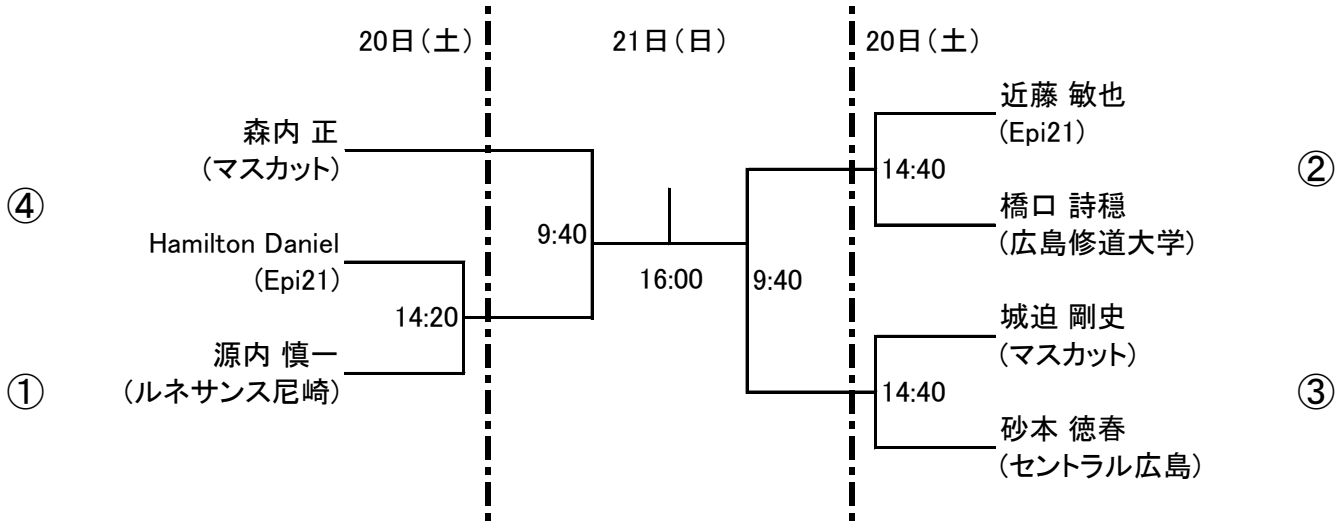 20日(土)
21日(日)
20日(土)
森内 正
(マスカット)
④
Hamilton Daniel
(Epi21)
14:20
源内 慎一
(ルネサンス尼崎)
①
9:40
16:00
9:40
近藤 敏也
(Epi21)
14:40
②
橋口 詩穏
(広島修道大学)
城迫 剛史
(マスカット)
14:40
③
砂本 徳春
(セントラル広島)